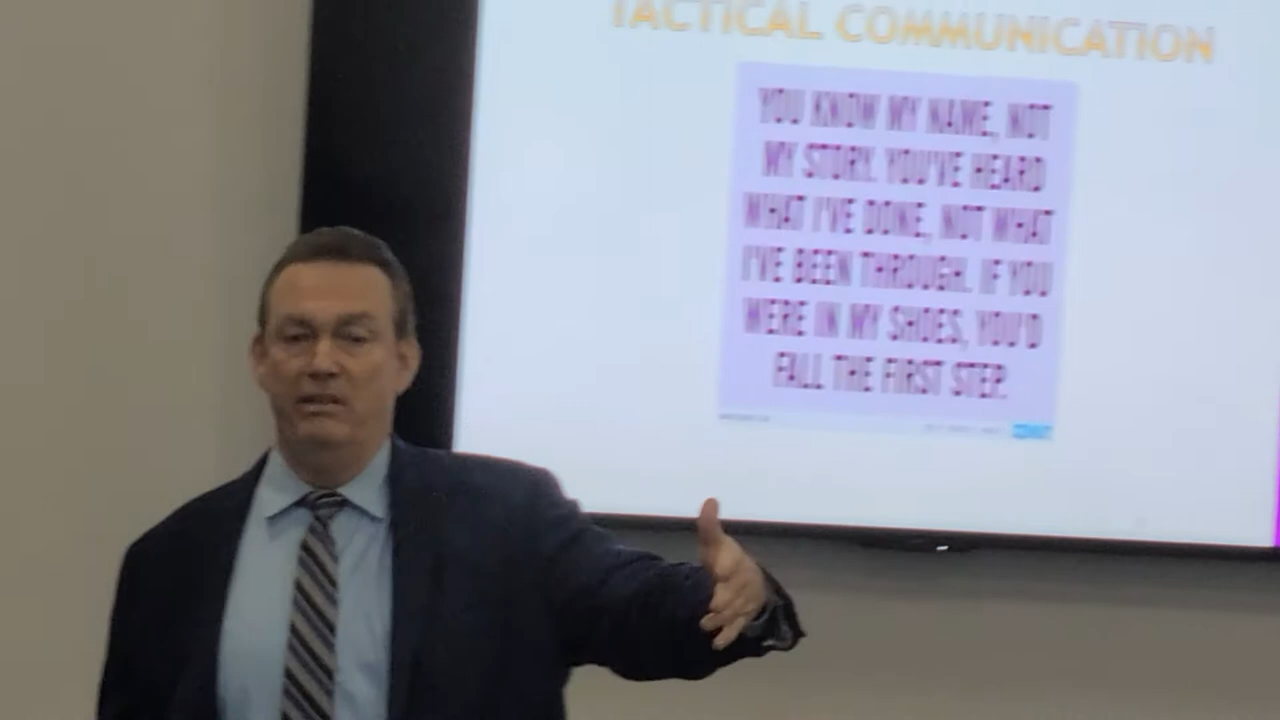 TACTICAL COMMUNICATION
YOU KNOW MY NAME, NOT
MY STORY. YOU'VE HEARD
WHAT I'VE DONE, NOT WHAT
I'VE BEEN THROUGH. IF YOU
WERE IN MY SHOES, YOU'D
FALL THE FIRST STEP.